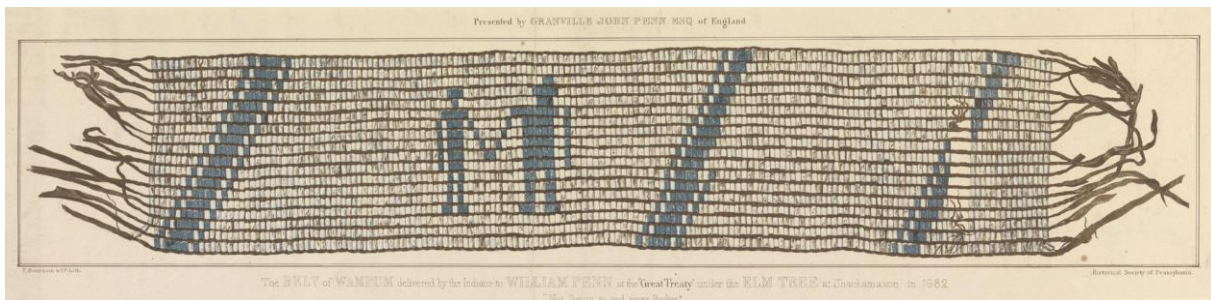 Presented by GRANVILLE JOHN PENN ESQ of England
Lith.
Historical Society of Pennsylvania.
The BELT of WAMPUM delivered by the Indians to WILLIAM PENN at the "Great Treaty" under the ELM TREE at Shackamaxon in 1682